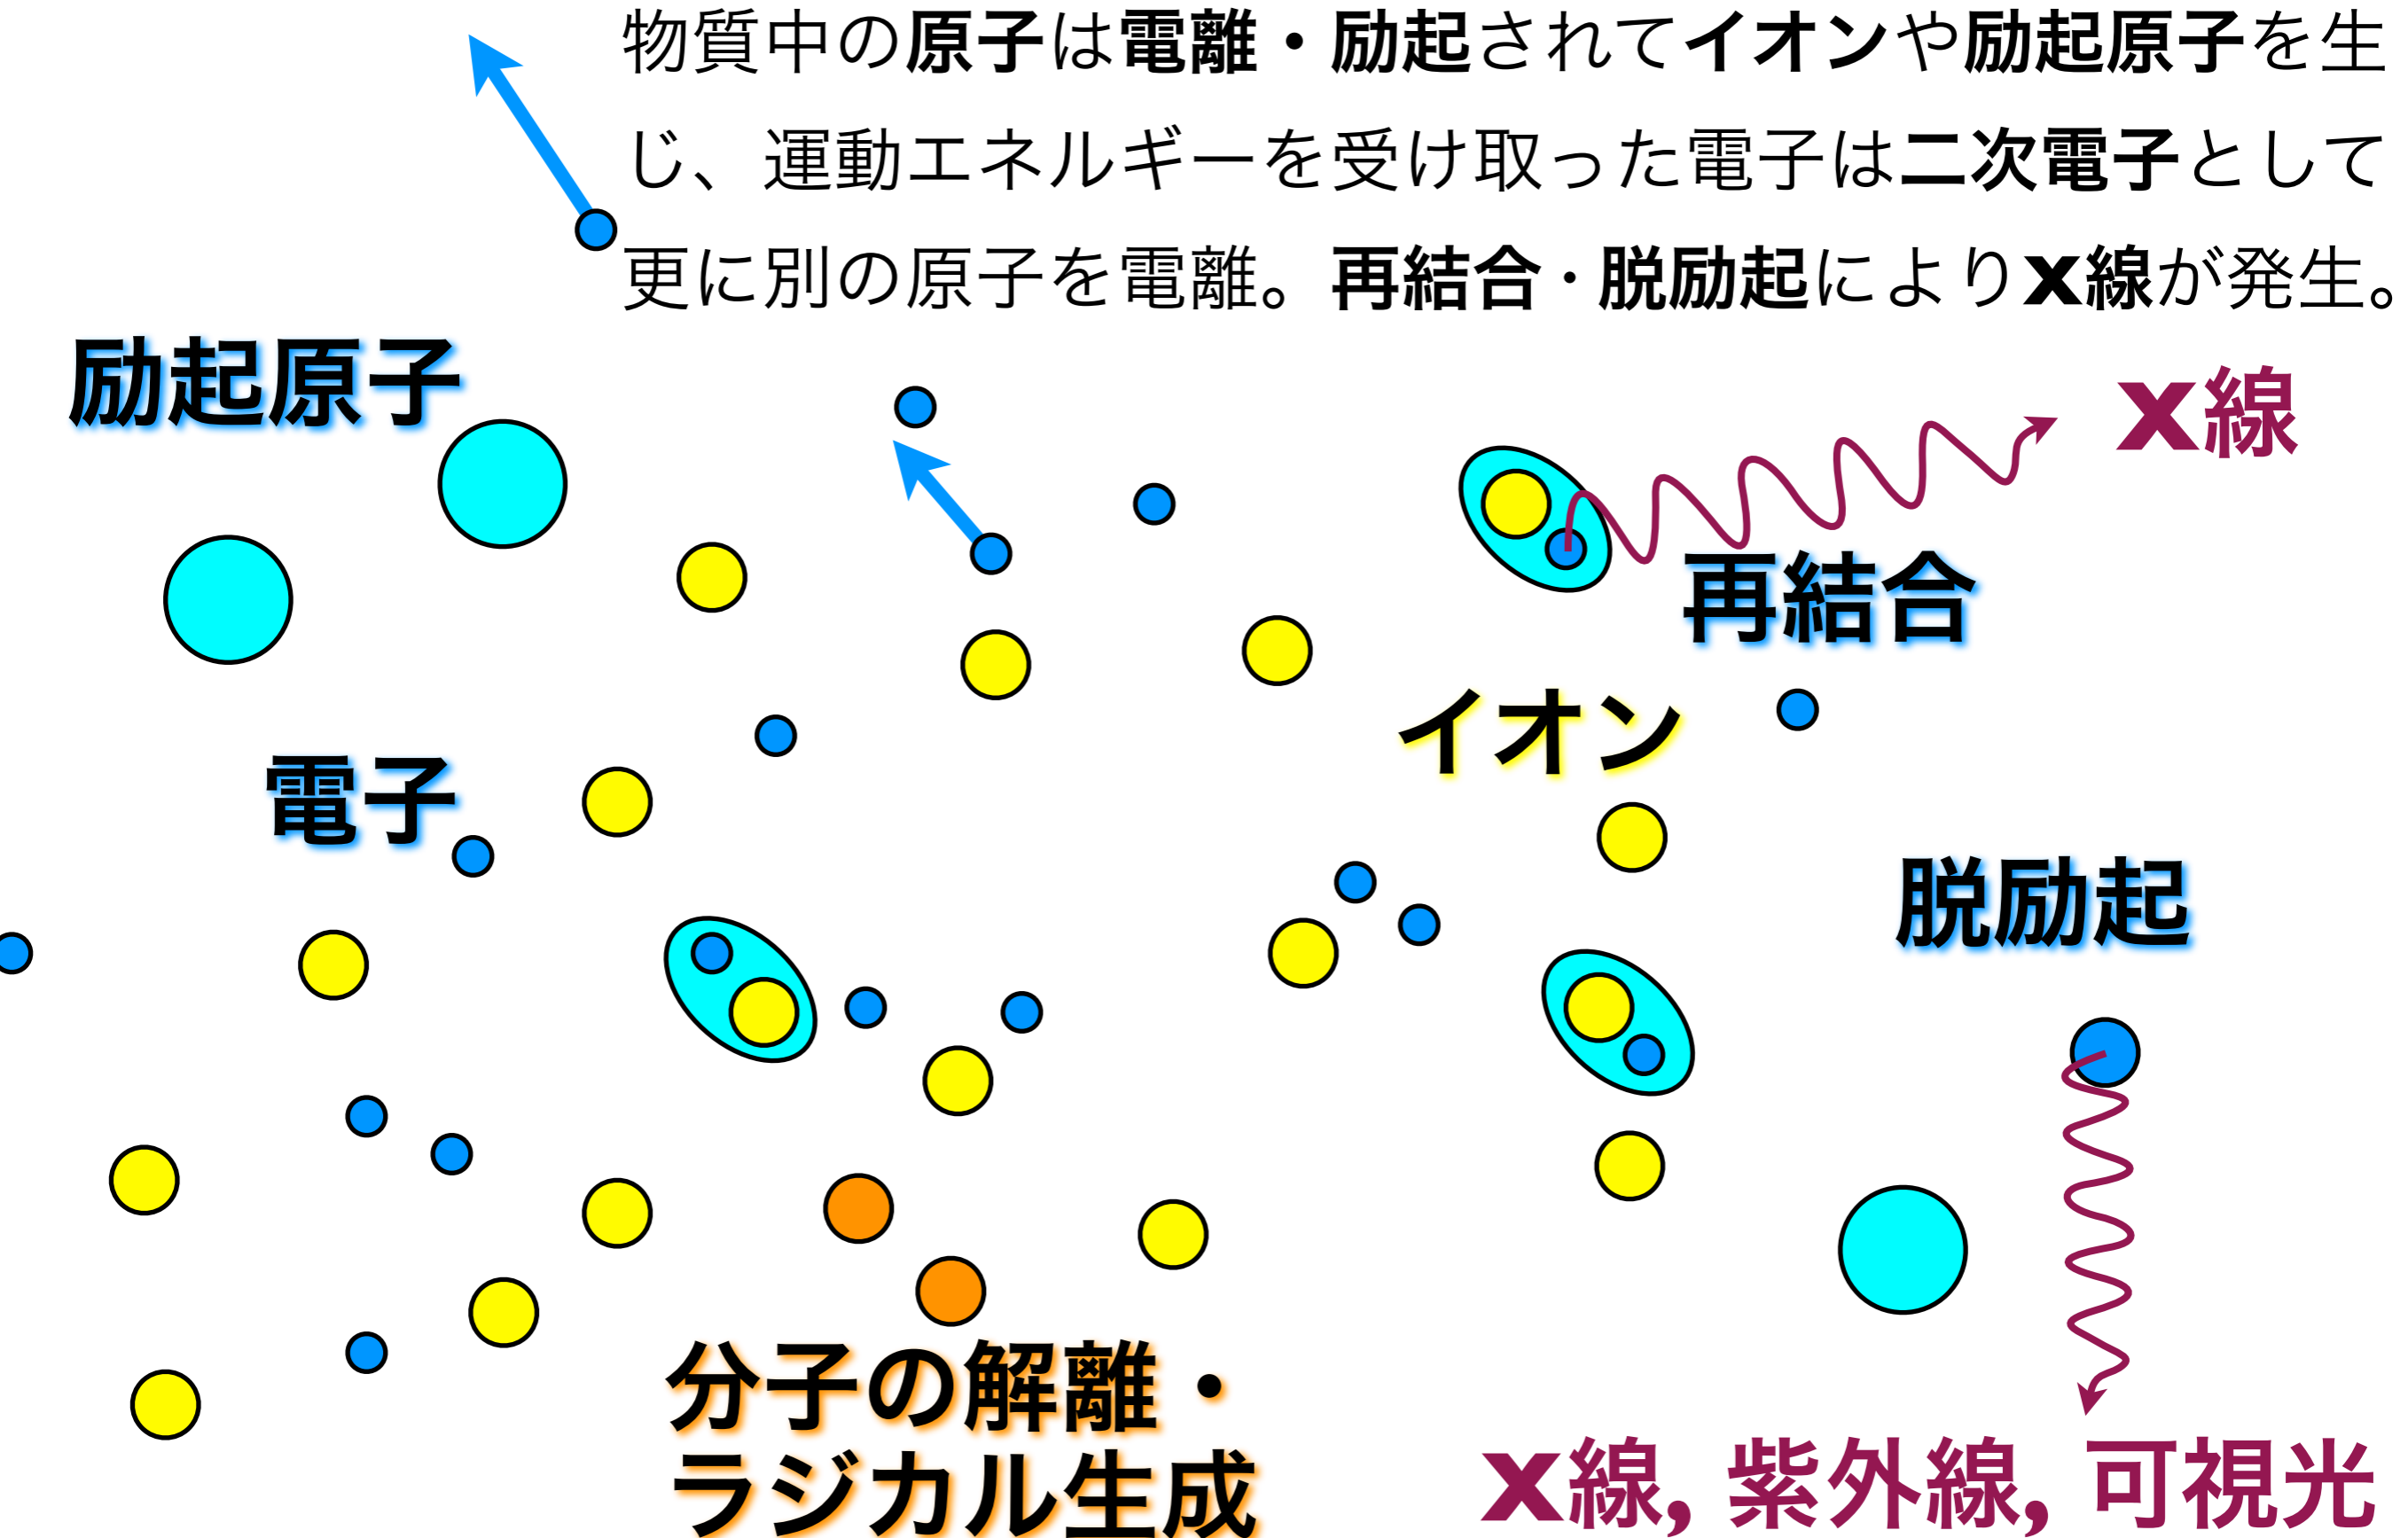 物質中の原子は電離・励起されてイオンや励起原子を生
じ、運動エネルギーを受け取った電子は二次電子として
更に別の原子を電離。再結合・脱励起によりX線が発生。
励起原子
X線
再結合
イオン
電子
脱励起
分子の解離・
ラジカル生成
X線, 紫外線, 可視光